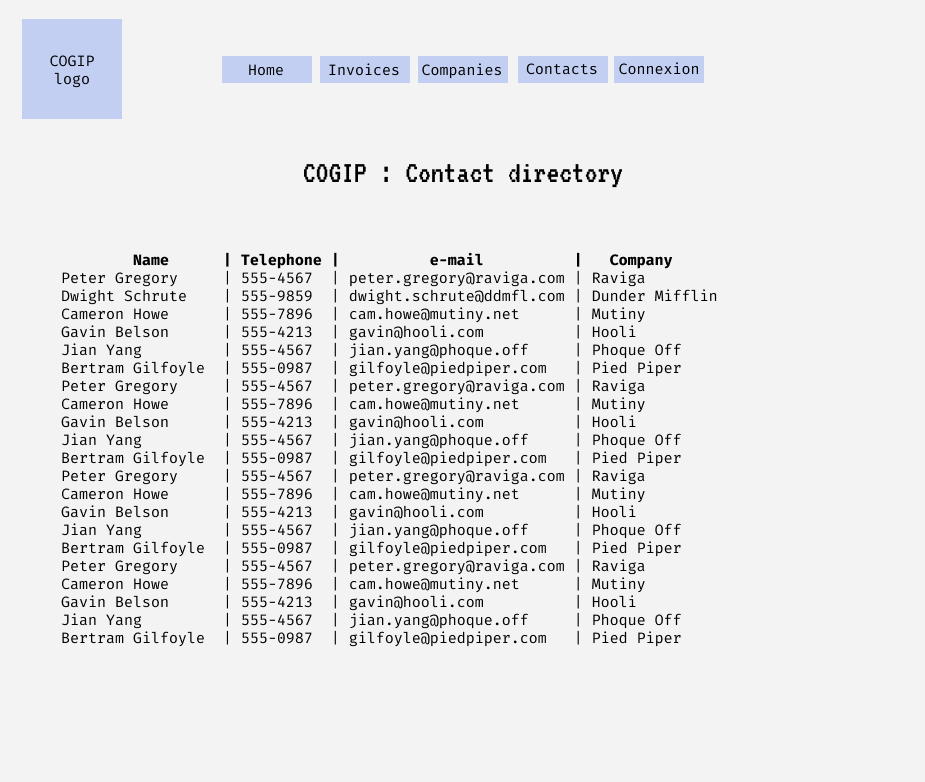 COGIP
logo
Home Invoices Companies Contacts Connexion
COGIP : Contact directory
Name | Telephone | e-mail | Company
Peter Gregory | 555-4567 | peter.gregory@raviga.com | Raviga
Dwight Schrute | 555-9859 | dwight.schrute@ddmfl.com | Dunder Mifflin
Cameron Howe | 555-7896 | cam.howe@mutiny.net | Mutiny
Gavin Belson | 555-4213 | gavin@hooli.com | Hooli
Jian Yang | 555-4567 | jian.yang@phoque.off | Phoque Off
Bertram Gilfoyle | 555-0987 | gilfoyle@piedpiper.com | Pied Piper
Peter Gregory | 555-4567 | peter.gregory@raviga.com | Raviga
Cameron Howe | 555-7896 | cam.howe@mutiny.net | Mutiny
Gavin Belson | 555-4213 | gavin@hooli.com | Hooli
Jian Yang | 555-4567 | jian.yang@phoque.off | Phoque Off
Bertram Gilfoyle | 555-0987 | gilfoyle@piedpiper.com | Pied Piper
Peter Gregory | 555-4567 | peter.gregory@raviga.com | Raviga
Cameron Howe | 555-7896 | cam.howe@mutiny.net | Mutiny
Gavin Belson | 555-4213 | gavin@hooli.com | Hooli
Jian Yang | 555-4567 | jian.yang@phoque.off | Phoque Off
Bertram Gilfoyle | 555-0987 | gilfoyle@piedpiper.com | Pied Piper
Peter Gregory | 555-4567 | peter.gregory@raviga.com | Raviga
Cameron Howe | 555-7896 | cam.howe@mutiny.net | Mutiny
Gavin Belson | 555-4213 | gavin@hooli.com | Hooli
Jian Yang | 555-4567 | jian.yang@phoque.off | Phoque Off
Bertram Gilfoyle | 555-0987 | gilfoyle@piedpiper.com | Pied Piper